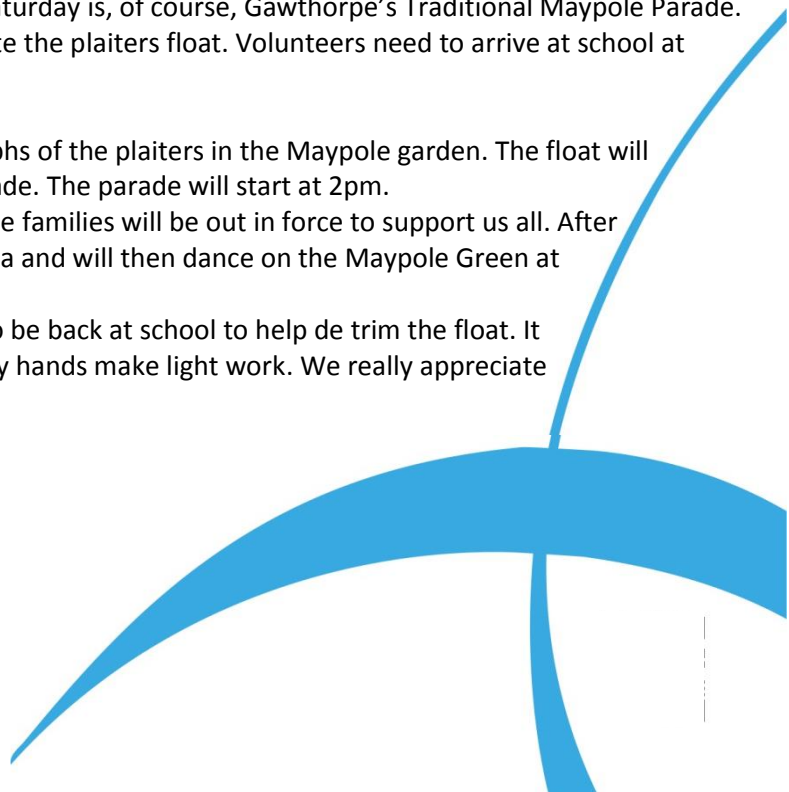 turday is, of course, Gawthorpe’s Traditional Maypole Parade.
te the plaiters float. Volunteers need to arrive at school at
phs of the plaiters in the Maypole garden. The float will
ade. The parade will start at 2pm.
e families will be out in force to support us all. After
a and will then dance on the Maypole Green at
o be back at school to help de trim the float. It
y hands make light work. We really appreciate